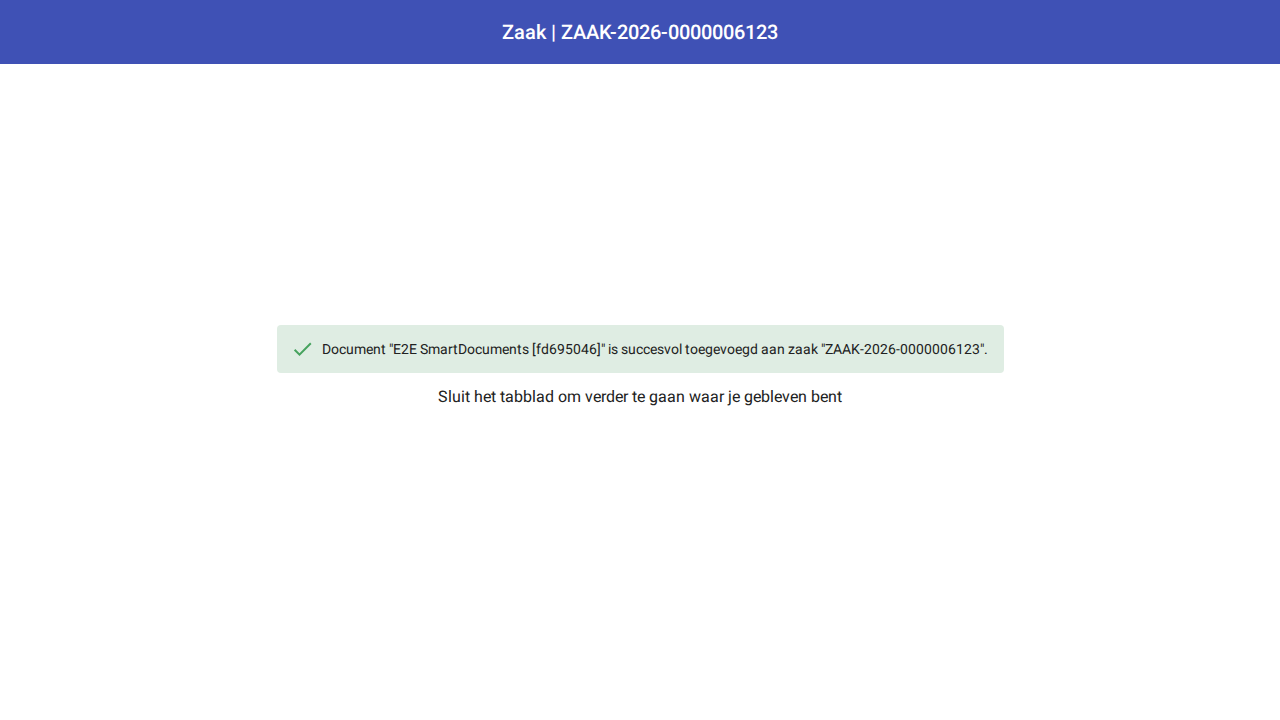 Zaak | ZAAK-2026-0000006123
Document "E2E SmartDocuments [fd695046]" is succesvol toegevoegd aan zaak "ZAAK-2026-0000006123".
Sluit het tabblad om verder te gaan waar je gebleven bent